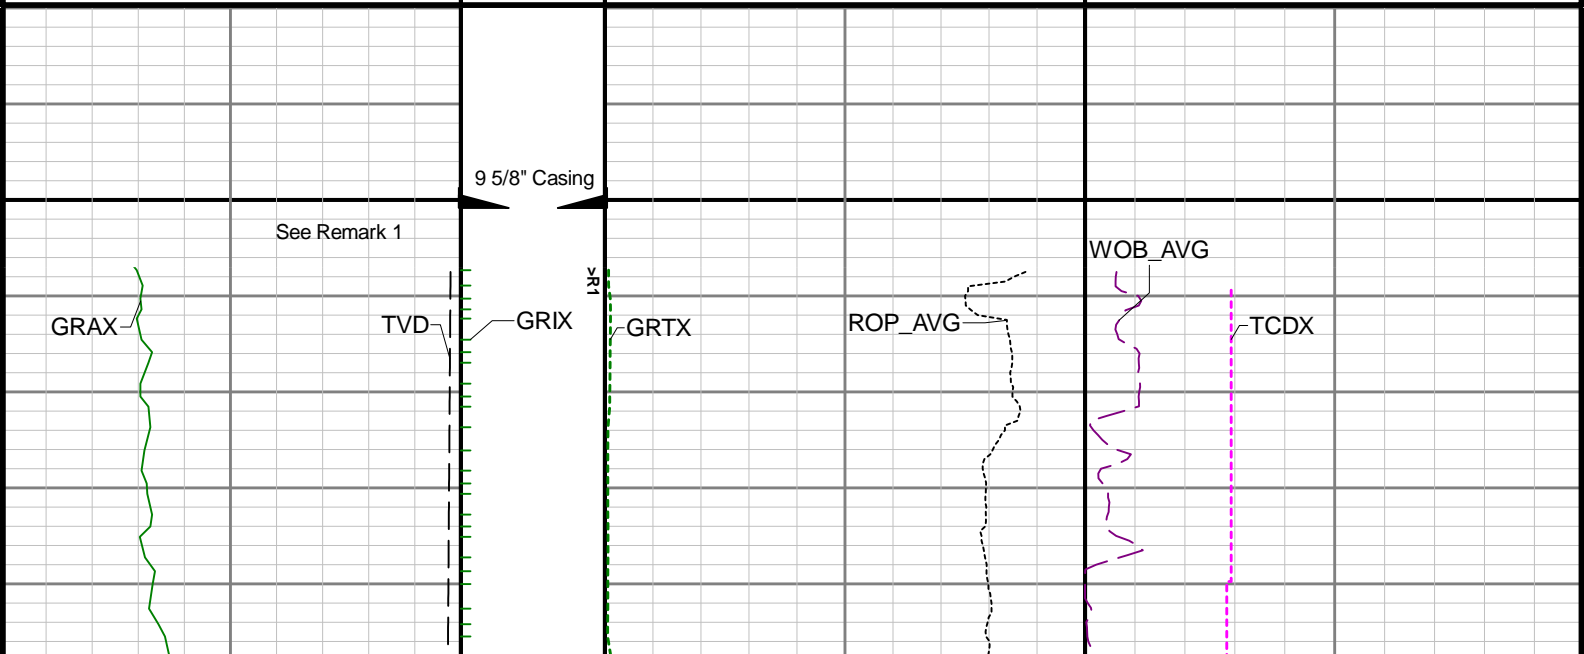 9 5/8" Casing
See Remark 1
WOB_AVG
>R1
GRAX
TVD
GRIX
GRTX
ROP_AVG
TCDX